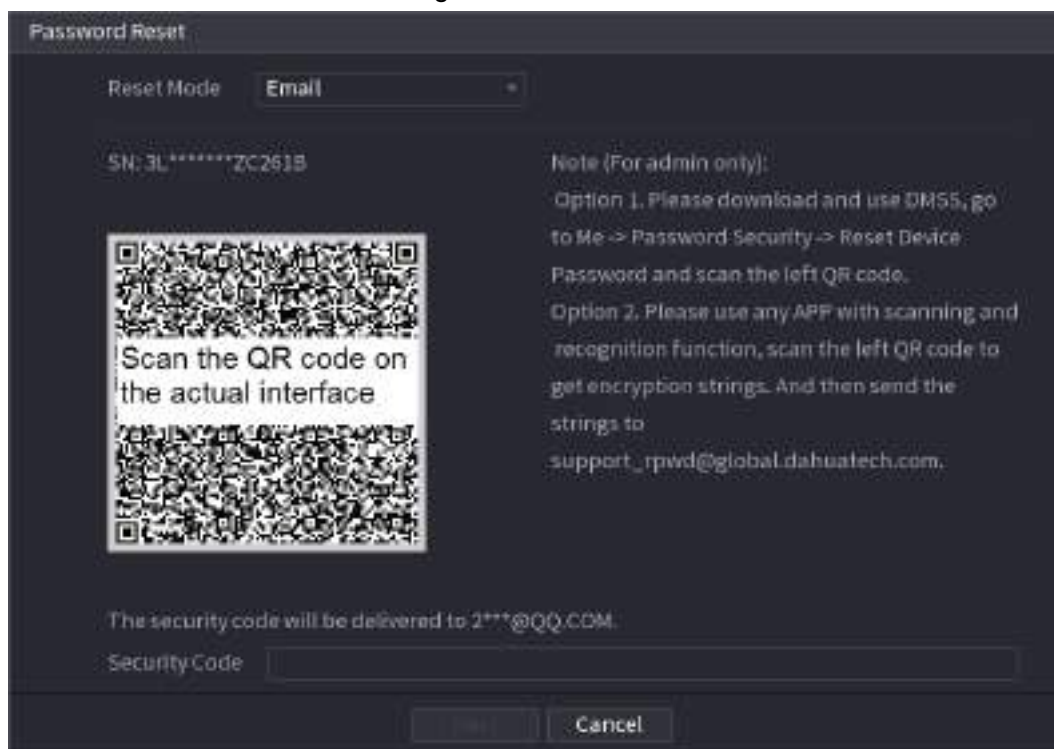 Password Reset
Reset Mode Email
SN: 3L*******ZC261B
Note (For admin only):
Option 1. Please download and use DMSS, go
to Me -> Password Security -> Reset Device
Password and scan the left QR code.
Option 2. Please use any APP with scanning and
recognition function, scan the left QR code to
get encryption strings. And then send the
strings to
support_rpwd@global.dahuatech.com.
Scan the QR code on
the actual interface
The security code will be delivered to 2***@QQ.COM.
Security Code
Cancel